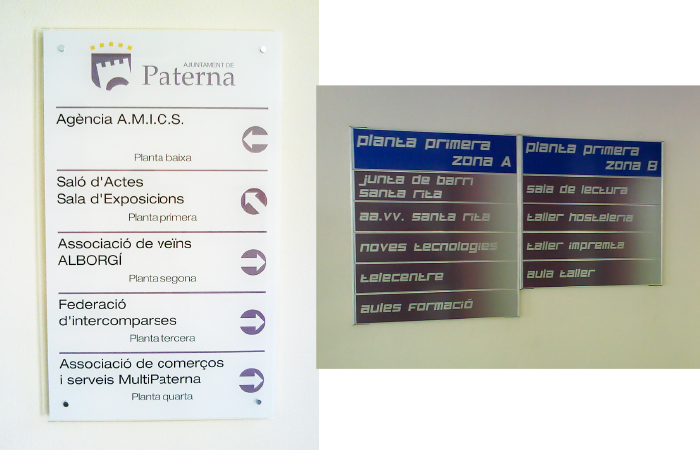 AJUNTAMENT DE
Paterna
Agència A.M.I.C.S.
Planta baixa
Saló d'Actes
Sala d'Exposicions
Planta primera
Associació de veïns
ALBORGÍ
Planta segona
Federació
d'intercomparses
Planta tercera
Associació de comerços
i serveis MultiPaterna
Planta quarta
planta primera
zona A
junta de barri
santa rita
aa.vv. santa rita
noves tecnologies
telecentre
aules formació
planta primera
zona B
sala de lectura
taller hosteleria
taller impremta
aula taller